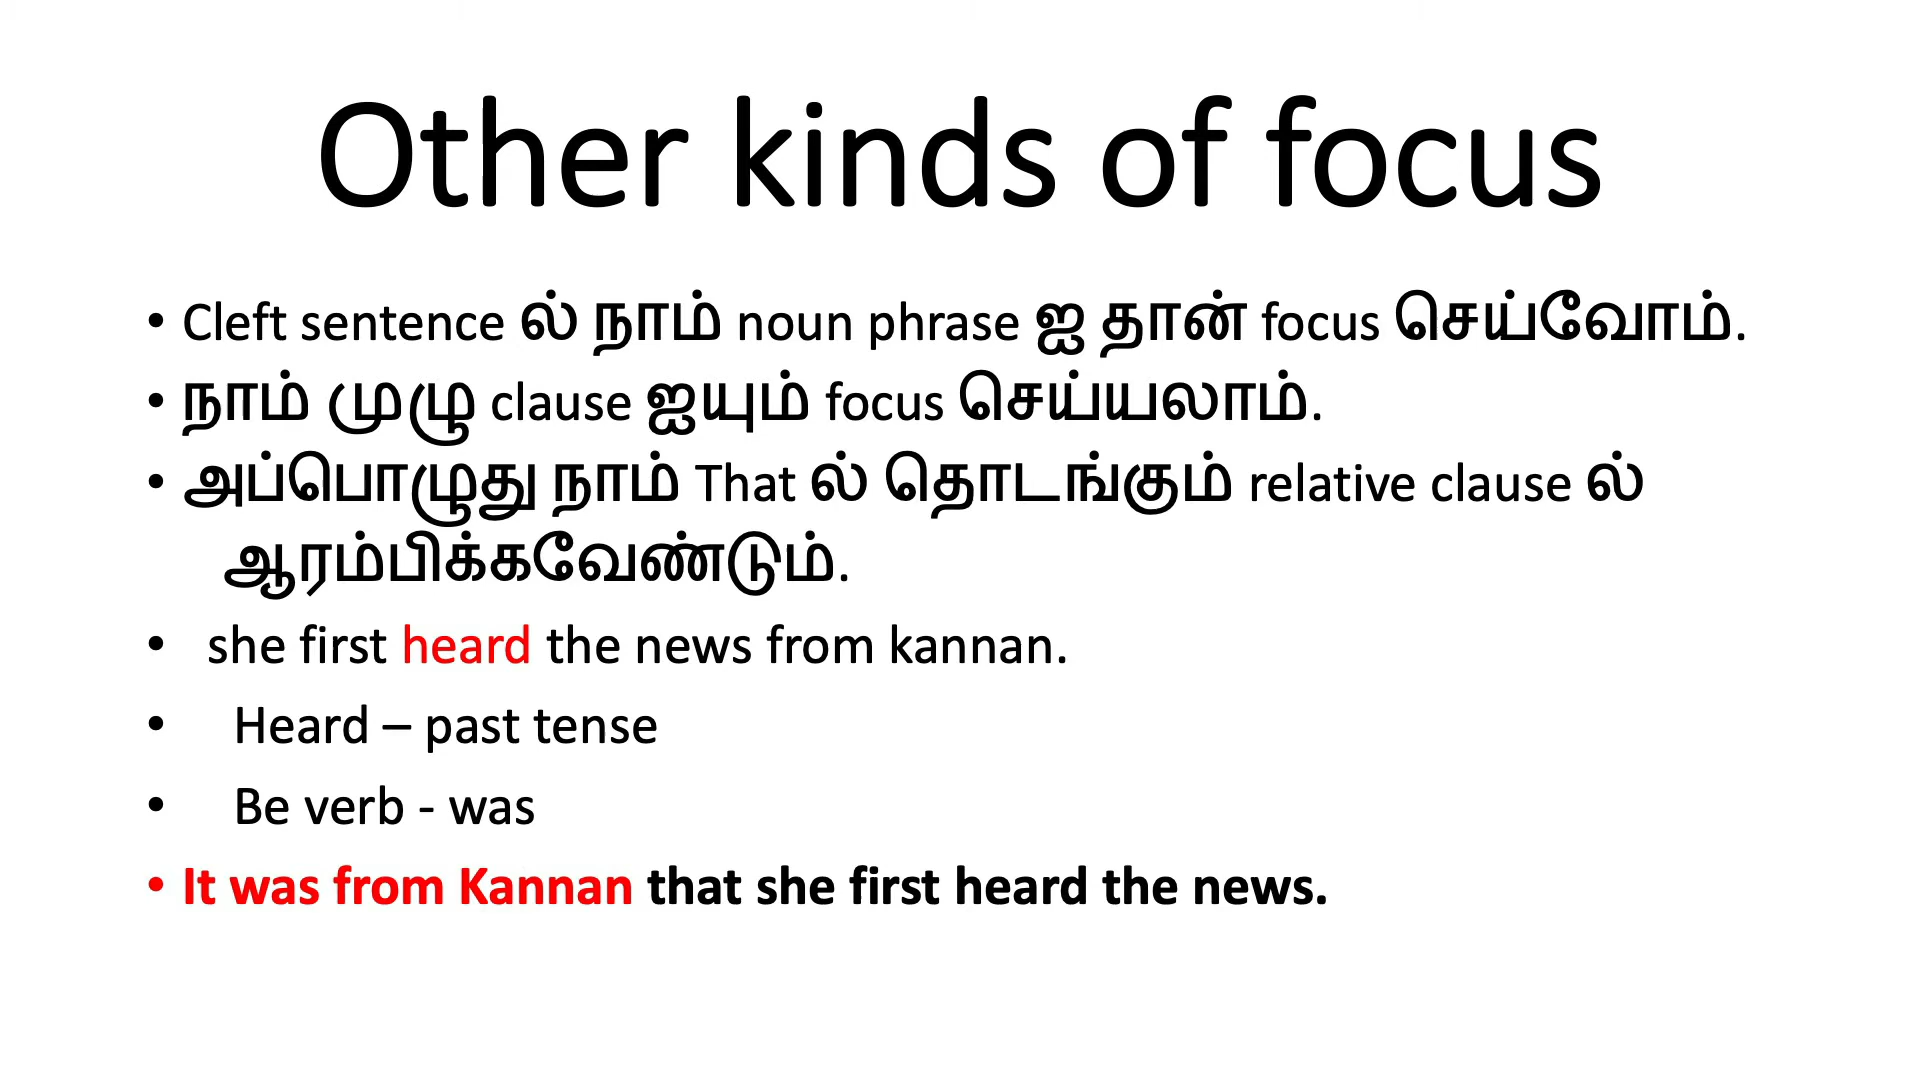 Other kinds of focus
• Cleft sentence ல் நாம் noun phrase ஐ தான் focus செய்வோம்.
• நாம் முழு clause ஐயும் focus செய்யலாம்.
• அப்பொழுது நாம் That ல் தொடங்கும் relative clause ல்
ஆரம்பிக்கவேண்டும்.
• she first heard the news from kannan.
• Heard – past tense
• Be verb - was
• It was from Kannan that she first heard the news.